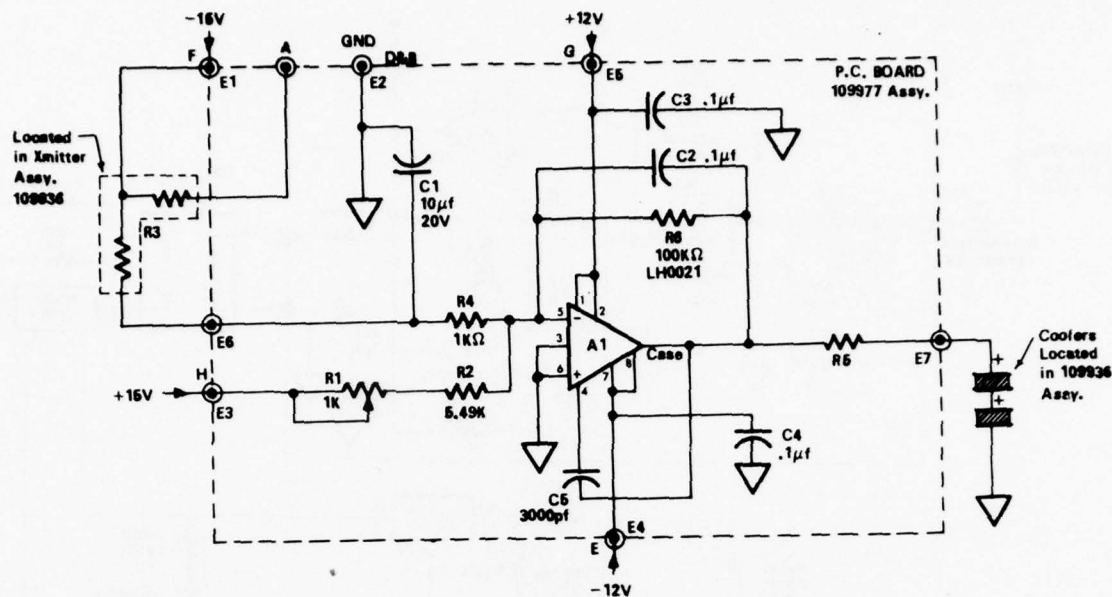 −15V
F
E1
A
GND
E2
D&B
+12V
G
E5
P.C. BOARD
109977 Assy.
Located
in Xmitter
Assy.
109936
R3
C1
10µf
20V
C3 .1µf
C2 .1µf
R6
100KΩ
LH0021
E6
R4
1KΩ
H
+15V
E3
R1
1K
R2
5.49K
1
2
5
−
3
A1
6
+
4
7
8
Case
R5
E7
+
+
Coolers
Located
in 109936
Assy.
C4
.1µf
C5
3000pf
E4
E
−12V